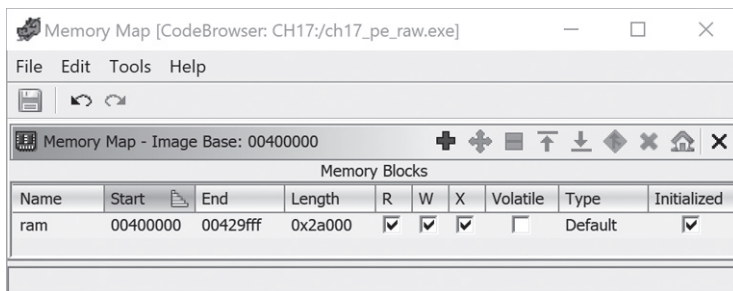 Memory Map [CodeBrowser: CH17:/ch17_pe_raw.exe]
File Edit Tools Help
Memory Map - Image Base: 00400000
Memory Blocks
Name Start End Length R W X Volatile Type Initialized
ram 00400000 00429fff 0x2a000 Default